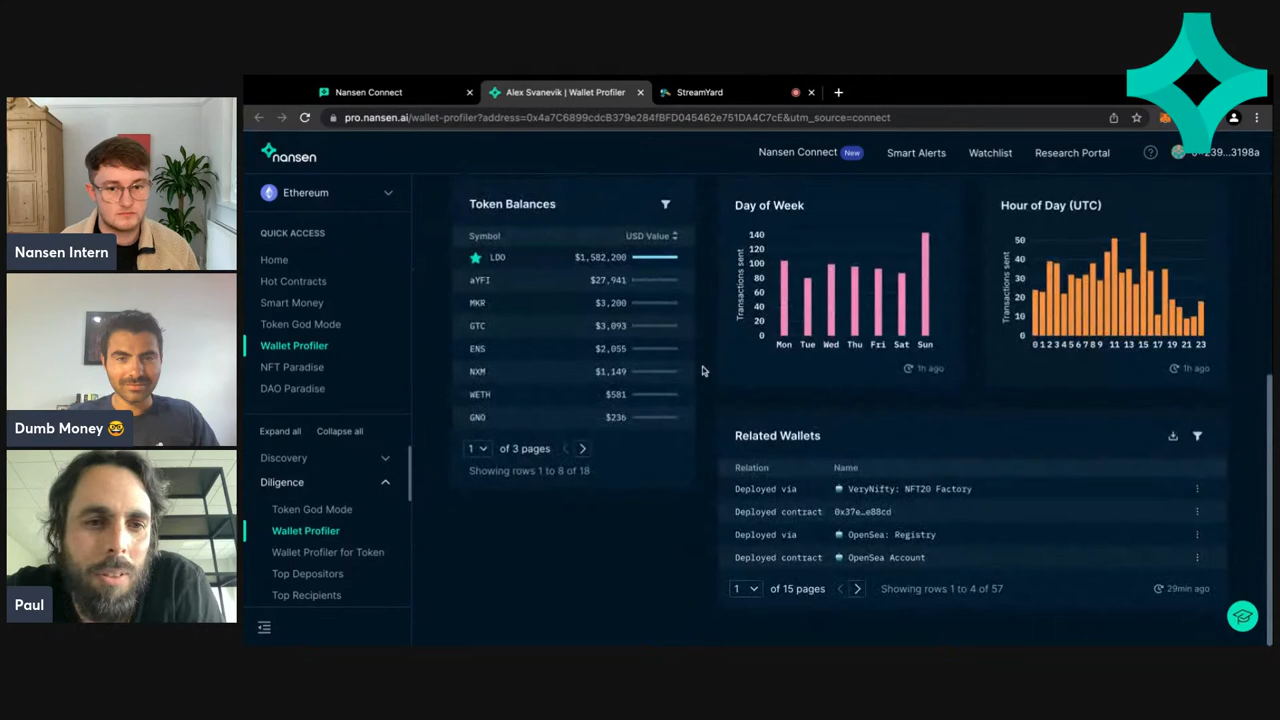 Nansen Intern
Dumb Money 🤓
Paul
Nansen Connect
Alex Svanevik | Wallet Profiler
StreamYard
pro.nansen.ai/wallet-profiler?address=0x4a7C6899cdcB379e284fBFD045462e751DA4C7cE&utm_source=connect
nansen
Nansen Connect New
Smart Alerts
Watchlist
Research Portal
239...3198a
Ethereum
QUICK ACCESS
Home
Hot Contracts
Smart Money
Token God Mode
Wallet Profiler
NFT Paradise
DAO Paradise
Expand all Collapse all
Discovery
Diligence
Token God Mode
Wallet Profiler
Wallet Profiler for Token
Top Depositors
Top Recipients
Token Balances
Symbol USD Value
LDO $1,582,200
aYFI $27,941
MKR $3,200
GTC $3,093
ENS $2,055
NXM $1,149
WETH $581
GNO $236
1 of 3 pages
Showing rows 1 to 8 of 18
Day of Week
Transactions sent
140
120
100
80
60
40
20
0
Mon Tue Wed Thu Fri Sat Sun
1h ago
Hour of Day (UTC)
Transactions sent
50
40
30
20
10
0
0 1 2 3 4 5 6 7 8 9 11 13 15 17 19 21 23
1h ago
Related Wallets
Relation Name
Deployed via VeryNifty: NFT20 Factory
Deployed contract 0x37e…e88cd
Deployed via OpenSea: Registry
Deployed contract OpenSea Account
1 of 15 pages
Showing rows 1 to 4 of 57
29min ago